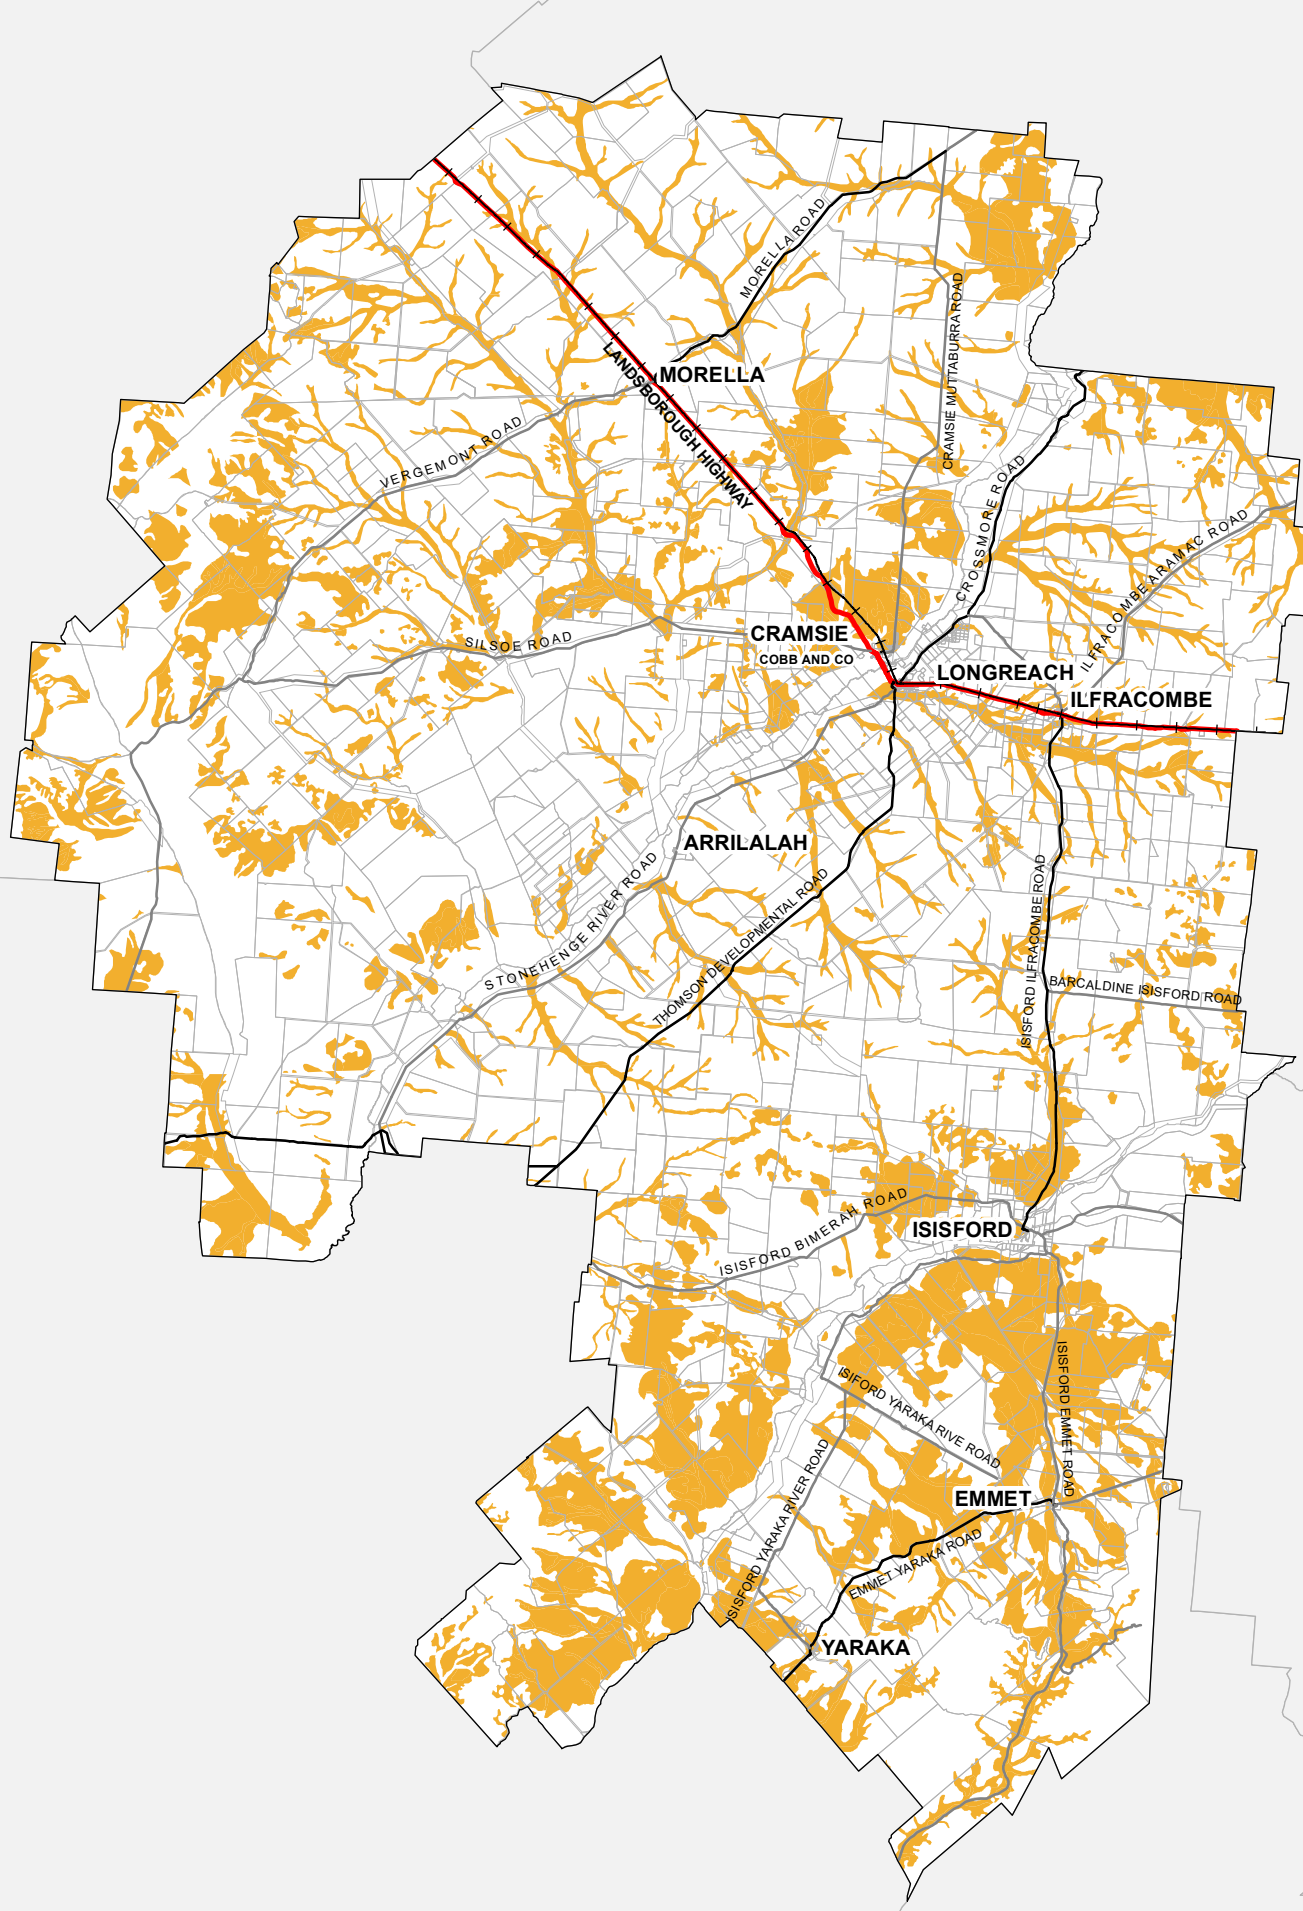 MORELLA ROAD
CRAMSIE MUTTABURRA ROAD
MORELLA
LANDSBOROUGH HIGHWAY
VERGEMONT ROAD
CROSSMORE ROAD
ILFRACOMBE ARAMAC ROAD
SILSOE ROAD
CRAMSIE
COBB AND CO
LONGREACH
ILFRACOMBE
ARRILALAH
STONEHENGE RIVER ROAD
THOMSON DEVELOPMENTAL ROAD
ISISFORD ILFRACOMBE ROAD
BARCALDINE ISISFORD ROAD
ISISFORD BIMERAH ROAD
ISISFORD
ISIFORD YARAKA RIVE ROAD
ISISFORD EMMET ROAD
ISISFORD YARAKA RIVER ROAD
EMMET
EMMET YARAKA ROAD
YARAKA